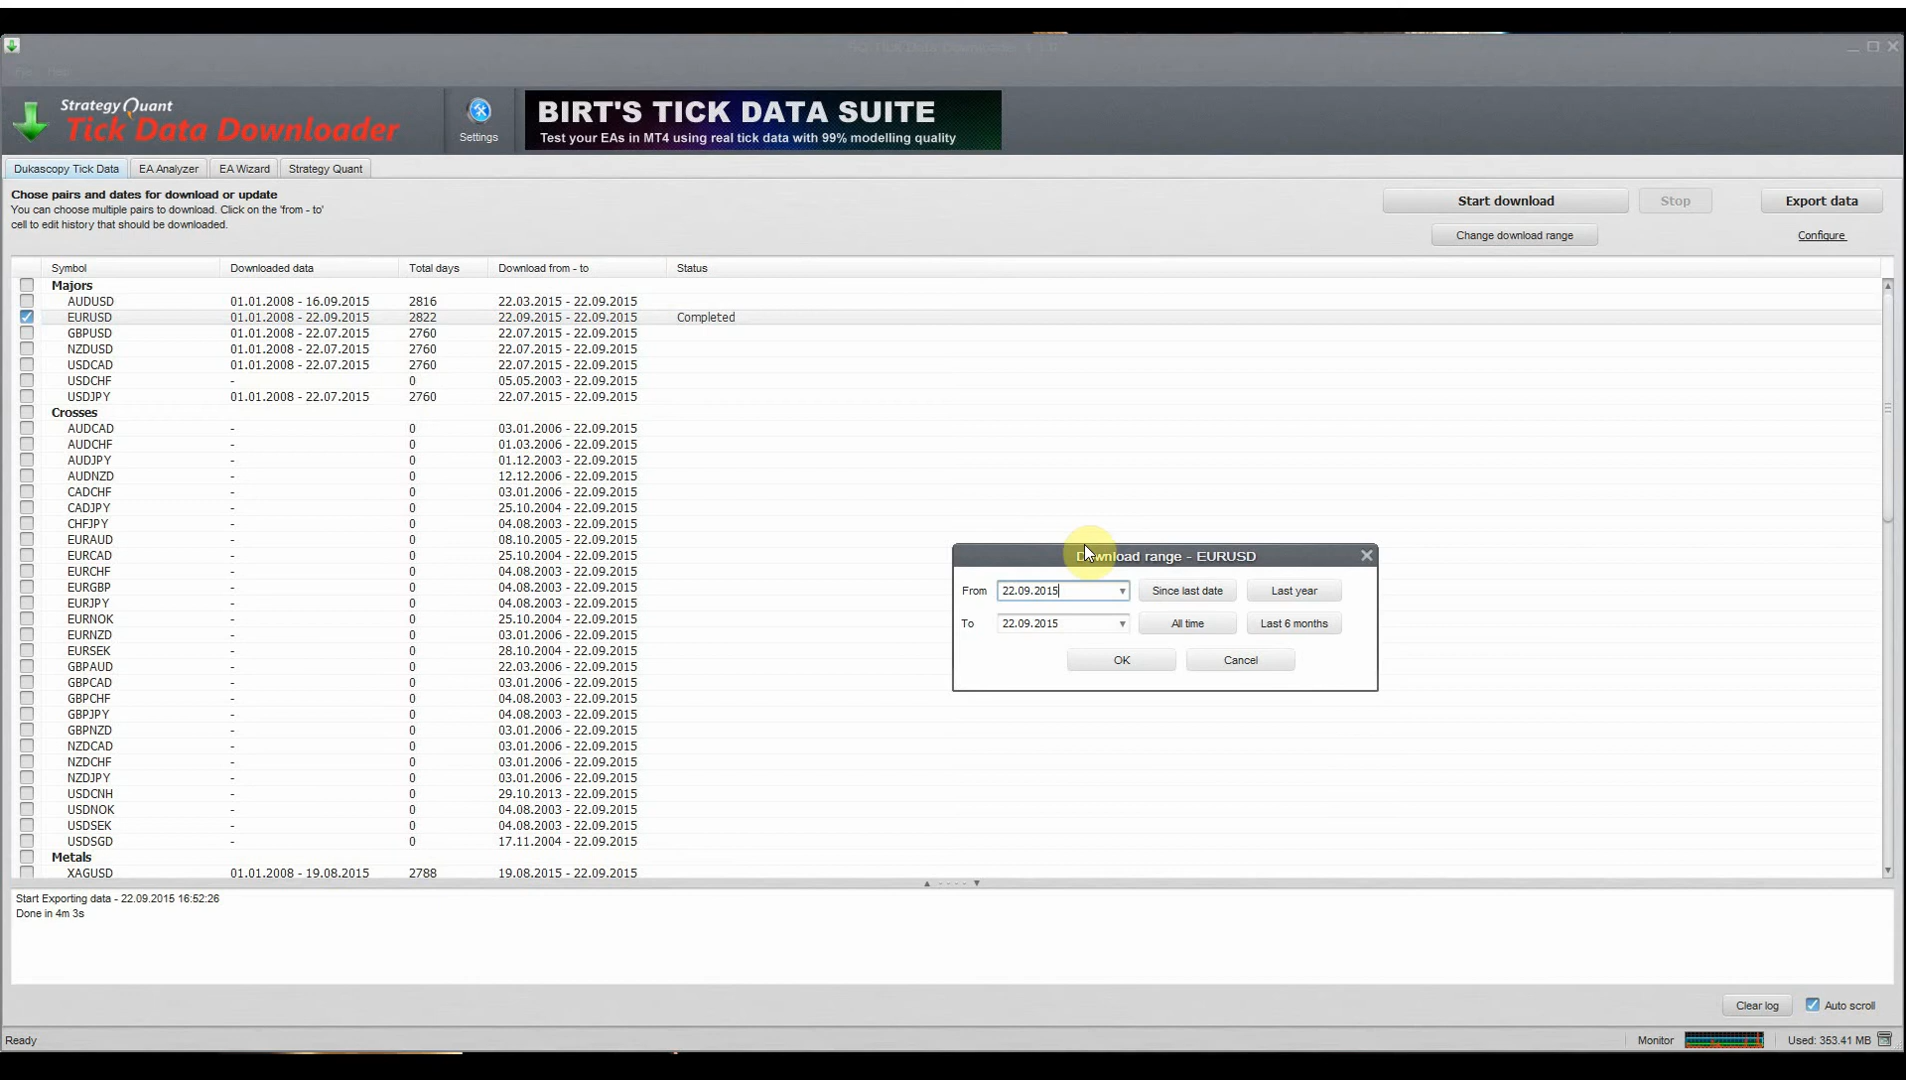 StrategyQuant
Tick Data Downloader
Settings
BIRT'S TICK DATA SUITE
Test your EAs in MT4 using real tick data with 99% modelling quality
Dukascopy Tick Data EA Analyzer EA Wizard Strategy Quant
Chose pairs and dates for download or update
You can choose multiple pairs to download. Click on the 'from - to'
cell to edit history that should be downloaded.
Start download Stop Export data
Change download range Configure
Symbol Downloaded data Total days Download from - to Status
Majors
AUDUSD 01.01.2008 - 16.09.2015 2816 22.03.2015 - 22.09.2015
EURUSD 01.01.2008 - 22.09.2015 2822 22.09.2015 - 22.09.2015 Completed
GBPUSD 01.01.2008 - 22.07.2015 2760 22.07.2015 - 22.09.2015
NZDUSD 01.01.2008 - 22.07.2015 2760 22.07.2015 - 22.09.2015
USDCAD 01.01.2008 - 22.07.2015 2760 22.07.2015 - 22.09.2015
USDCHF - 0 05.05.2003 - 22.09.2015
USDJPY 01.01.2008 - 22.07.2015 2760 22.07.2015 - 22.09.2015
Crosses
AUDCAD - 0 03.01.2006 - 22.09.2015
AUDCHF - 0 01.03.2006 - 22.09.2015
AUDJPY - 0 01.12.2003 - 22.09.2015
AUDNZD - 0 12.12.2006 - 22.09.2015
CADCHF - 0 03.01.2006 - 22.09.2015
CADJPY - 0 25.10.2004 - 22.09.2015
CHFJPY - 0 04.08.2003 - 22.09.2015
EURAUD - 0 08.10.2005 - 22.09.2015
EURCAD - 0 25.10.2004 - 22.09.2015
EURCHF - 0 04.08.2003 - 22.09.2015
EURGBP - 0 04.08.2003 - 22.09.2015
EURJPY - 0 04.08.2003 - 22.09.2015
EURNOK - 0 25.10.2004 - 22.09.2015
EURNZD - 0 03.01.2006 - 22.09.2015
EURSEK - 0 28.10.2004 - 22.09.2015
GBPAUD - 0 22.03.2006 - 22.09.2015
GBPCAD - 0 03.01.2006 - 22.09.2015
GBPCHF - 0 04.08.2003 - 22.09.2015
GBPJPY - 0 04.08.2003 - 22.09.2015
GBPNZD - 0 03.01.2006 - 22.09.2015
NZDCAD - 0 03.01.2006 - 22.09.2015
NZDCHF - 0 03.01.2006 - 22.09.2015
NZDJPY - 0 03.01.2006 - 22.09.2015
USDCNH - 0 29.10.2013 - 22.09.2015
USDNOK - 0 04.08.2003 - 22.09.2015
USDSEK - 0 04.08.2003 - 22.09.2015
USDSGD - 0 17.11.2004 - 22.09.2015
Metals
XAGUSD 01.01.2008 - 19.08.2015 2788 19.08.2015 - 22.09.2015
Download range - EURUSD
From 22.09.2015 Since last date Last year
To 22.09.2015 All time Last 6 months
OK Cancel
Start Exporting data - 22.09.2015 16:52:26
Done in 4m 3s
Clear log Auto scroll
Ready Monitor Used: 353.41 MB